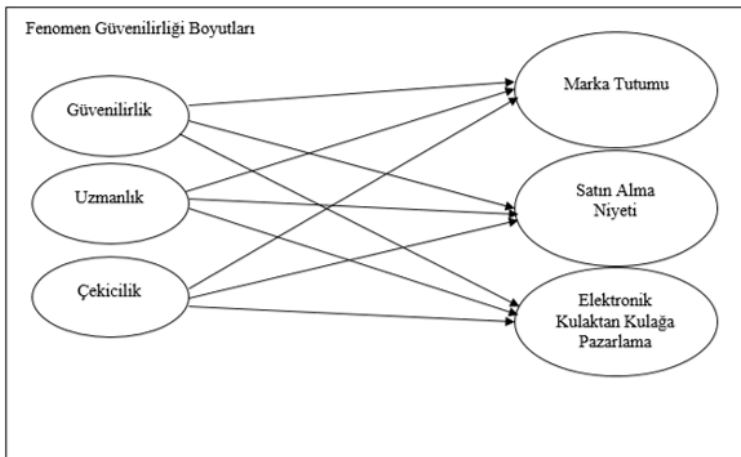 Fenomen Güvenilirliği Boyutları
Güvenilirlik
Uzmanlık
Çekicilik
Marka Tutumu
Satın Alma
Niyeti
Elektronik
Kulaktan Kulağa
Pazarlama